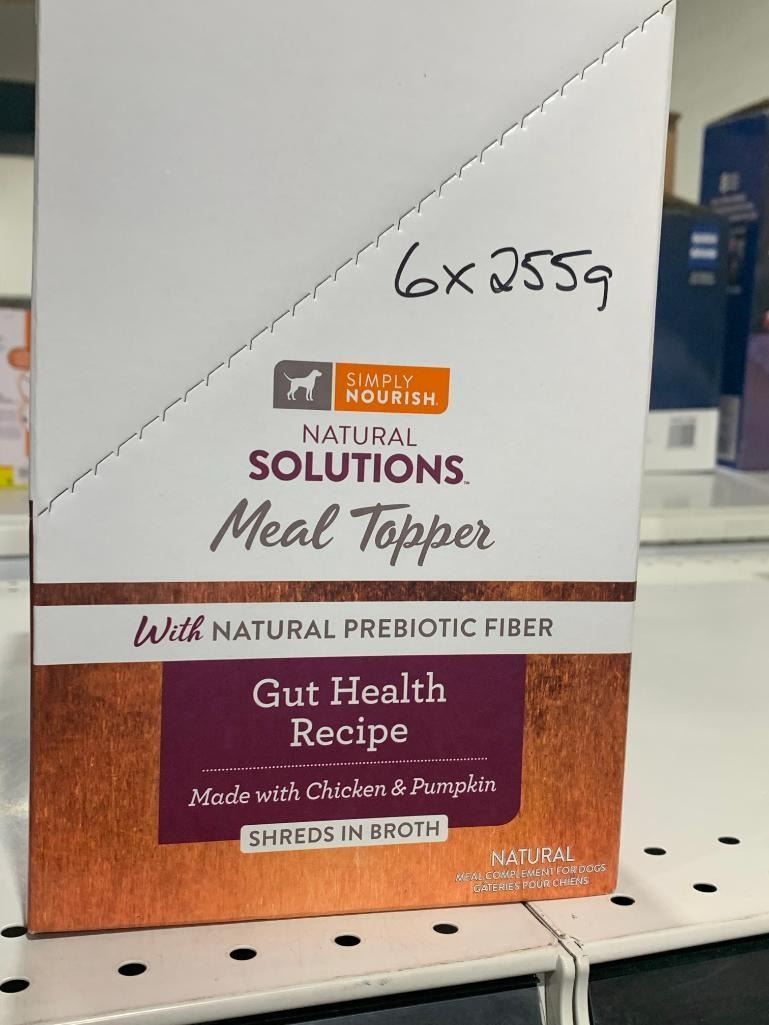 6x255g
SIMPLY
NOURISH®
NATURAL
SOLUTIONS™
Meal Topper
With NATURAL PREBIOTIC FIBER
Gut Health
Recipe
Made with Chicken & Pumpkin
SHREDS IN BROTH
NATURAL
MEAL COMPLEMENT FOR DOGS
GÂTERIES POUR CHIENS